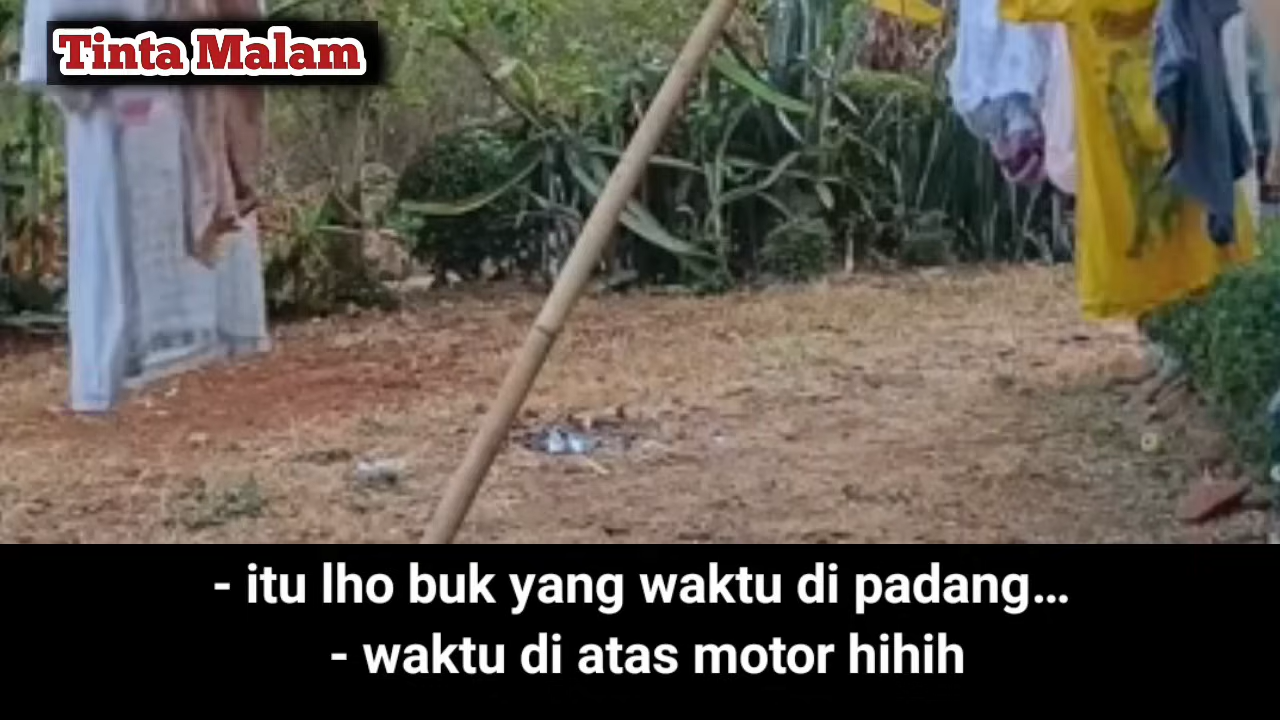 Tinta Malam
- itu lho buk yang waktu di padang...
- waktu di atas motor hihih